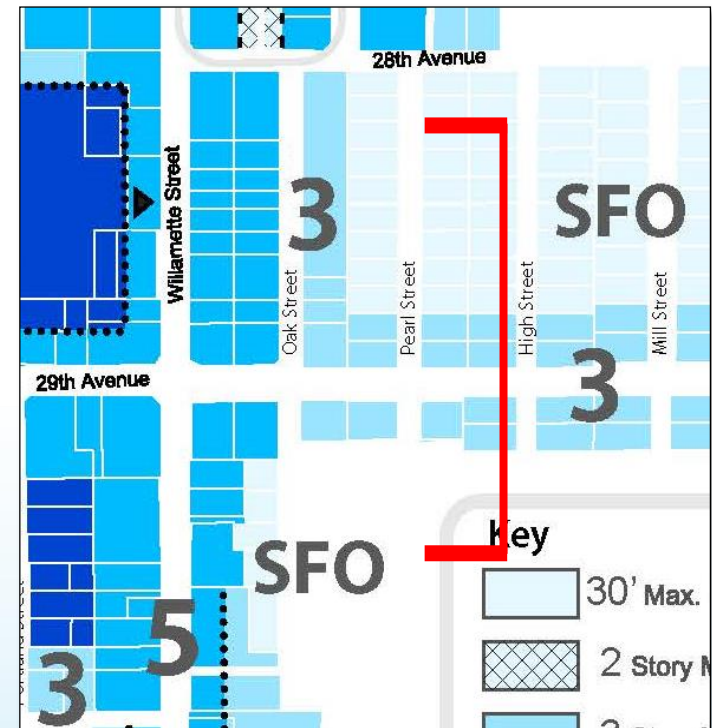 28th Avenue
Willamette Street
3
SFO
Oak Street
Pearl Street
High Street
Mill Street
3
29th Avenue
SFO
Key
30' Max.
5
2 Story
3